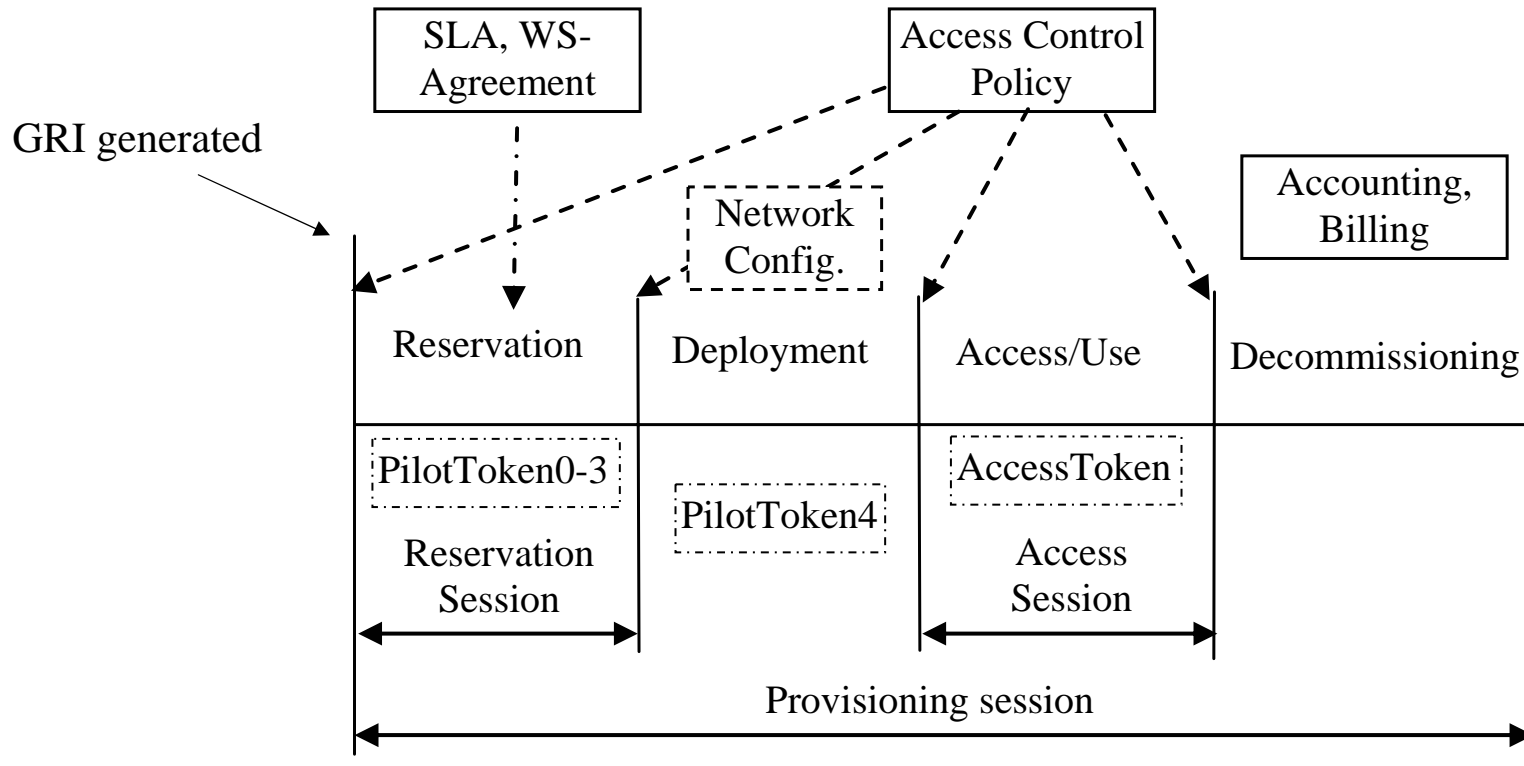 SLA, WS-
Agreement
Access Control
Policy
GRI generated
Network
Config.
Accounting,
Billing
Reservation
Deployment
Access/Use
Decommissioning
PilotToken0-3
PilotToken4
AccessToken
Reservation
Session
Access
Session
Provisioning session